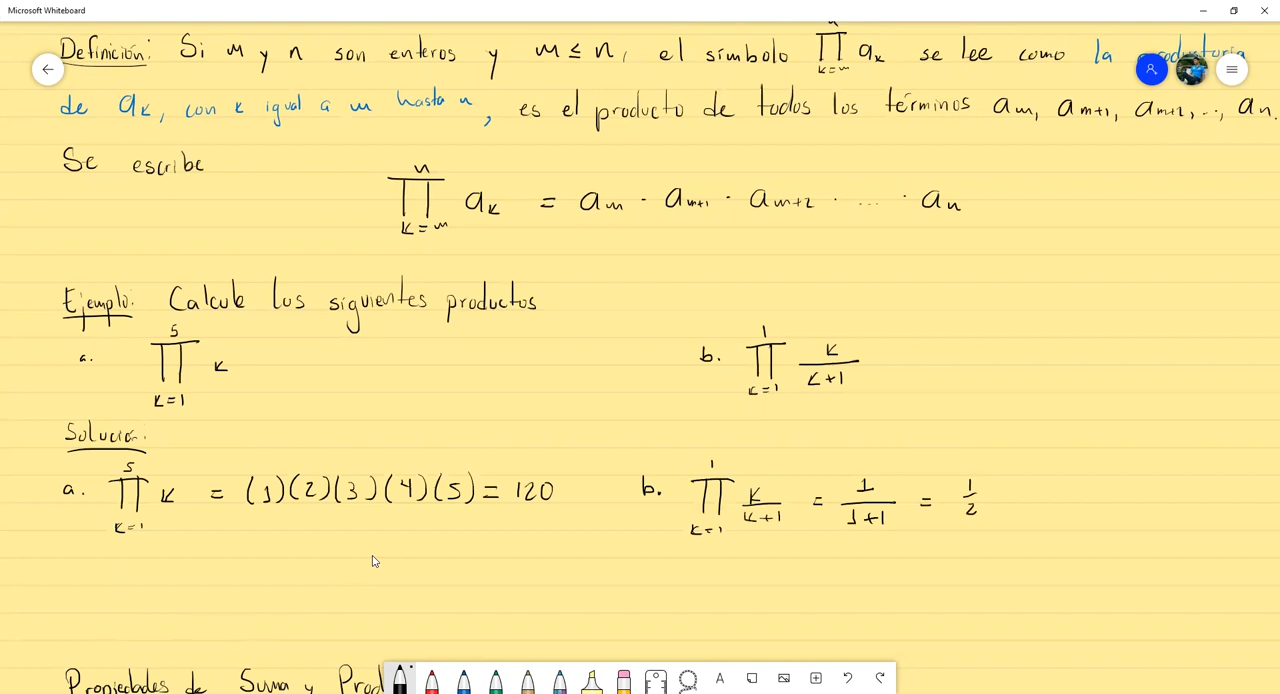 Microsoft Whiteboard
Definición: Si m y n son enteros y m ≤ n, el símbolo ∏_{k=m}^{n} a_k se lee como la
de a_k, con k igual a m hasta n, es el producto de todos los términos a_m, a_{m+1}, a_{m+2}, ..., a_n.
Se escribe
∏_{k=m}^{n} a_k = a_m · a_{m+1} · a_{m+2} · ... · a_n
Ejemplo: Calcule los siguientes productos
a. ∏_{k=1}^{5} k
b. ∏_{k=1}^{1} k/(k+1)
Solución:
a. ∏_{k=1}^{5} k = (1)(2)(3)(4)(5) = 120
b. ∏_{k=1}^{1} k/(k+1) = 1/(1+1) = 1/2
Propiedades de Suma y